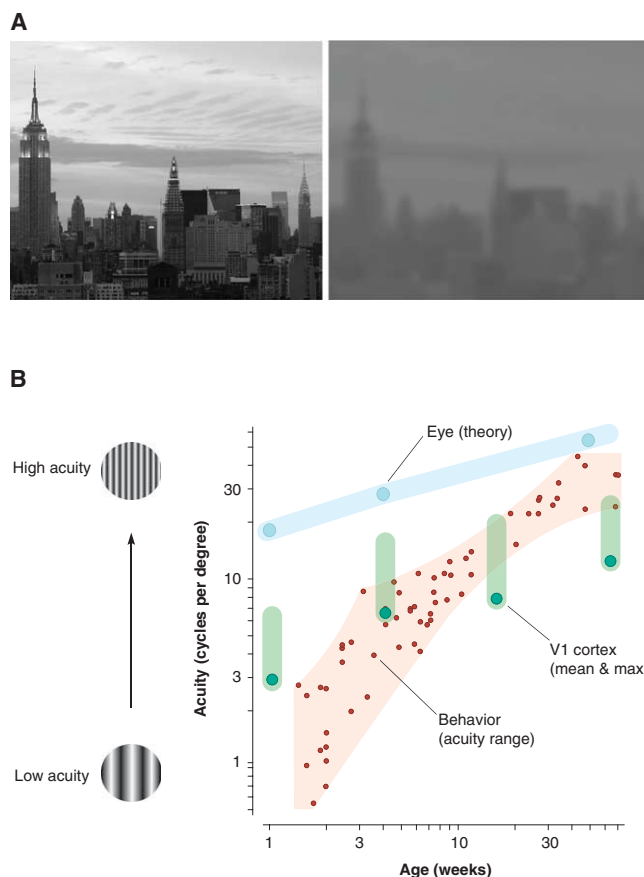 A
B
High acuity
Low acuity
Acuity (cycles per degree)
30
10
3
1
Eye (theory)
V1 cortex
(mean & max
Behavior
(acuity range)
1
3
10
30
Age (weeks)